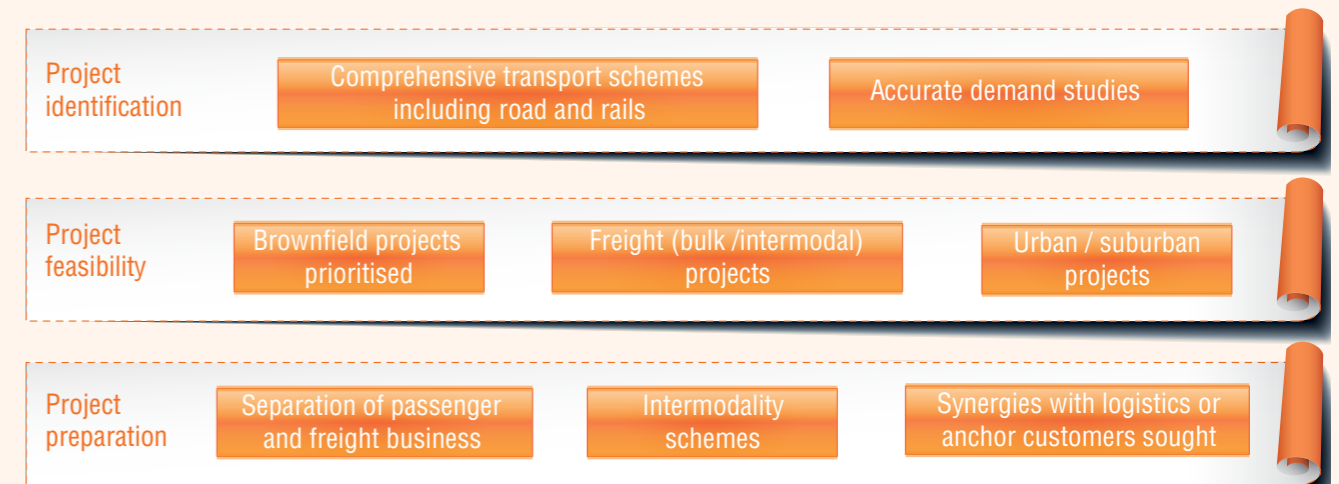 Project
identification
Comprehensive transport schemes
including road and rails
Accurate demand studies
Project
feasibility
Brownfield projects
prioritised
Freight (bulk /intermodal)
projects
Urban / suburban
projects
Project
preparation
Separation of passenger
and freight business
Intermodality
schemes
Synergies with logistics or
anchor customers sought